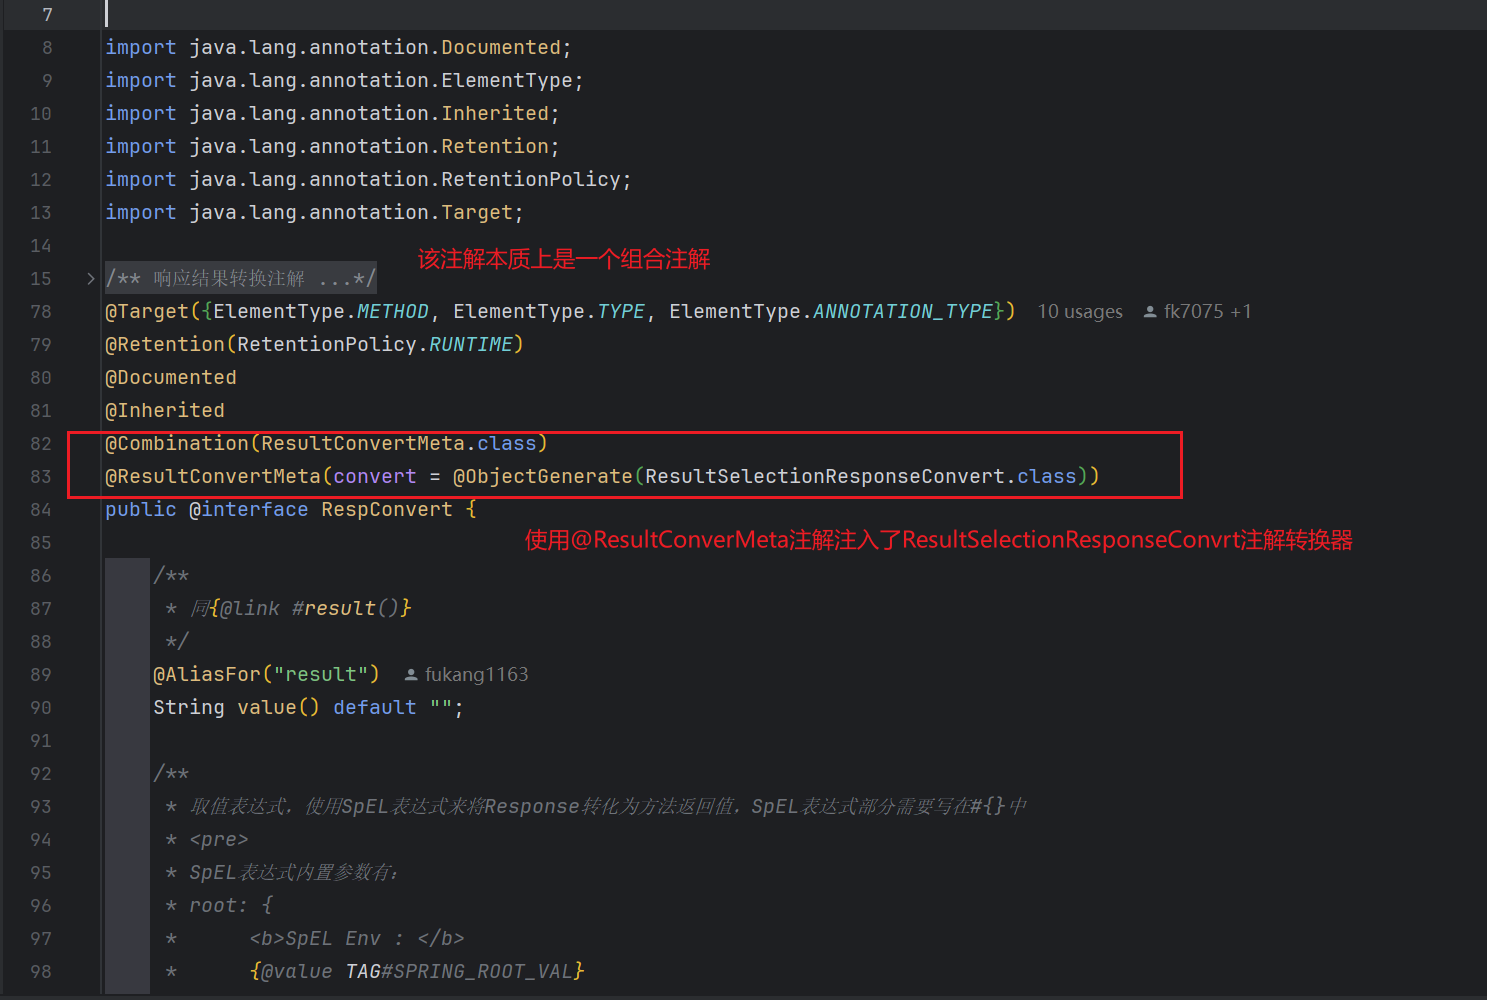 7
8 import java.lang.annotation.Documented;
9 import java.lang.annotation.ElementType;
10 import java.lang.annotation.Inherited;
11 import java.lang.annotation.Retention;
12 import java.lang.annotation.RetentionPolicy;
13 import java.lang.annotation.Target;
14 该注解本质上是一个组合注解
15 /** 响应结果转换注解 ...*/
78 @Target({ElementType.METHOD, ElementType.TYPE, ElementType.ANNOTATION_TYPE}) 10 usages fk7075 +1
79 @Retention(RetentionPolicy.RUNTIME)
80 @Documented
81 @Inherited
82 @Combination(ResultConvertMeta.class)
83 @ResultConvertMeta(convert = @ObjectGenerate(ResultSelectionResponseConvert.class))
84 public @interface RespConvert {
85 使用@ResultConverMeta注解注入了ResultSelectionResponseConvrt注解转换器
86 /**
87 * 同{@link #result()}
88 */
89 @AliasFor("result") fukang1163
90 String value() default "";
91
92 /**
93 * 取值表达式，使用SpEL表达式来将Response转化为方法返回值，SpEL表达式部分需要写在#{}中
94 * <pre>
95 * SpEL表达式内置参数有：
96 * root: {
97 * <b>SpEL Env : </b>
98 * {@value TAG#SPRING_ROOT_VAL}